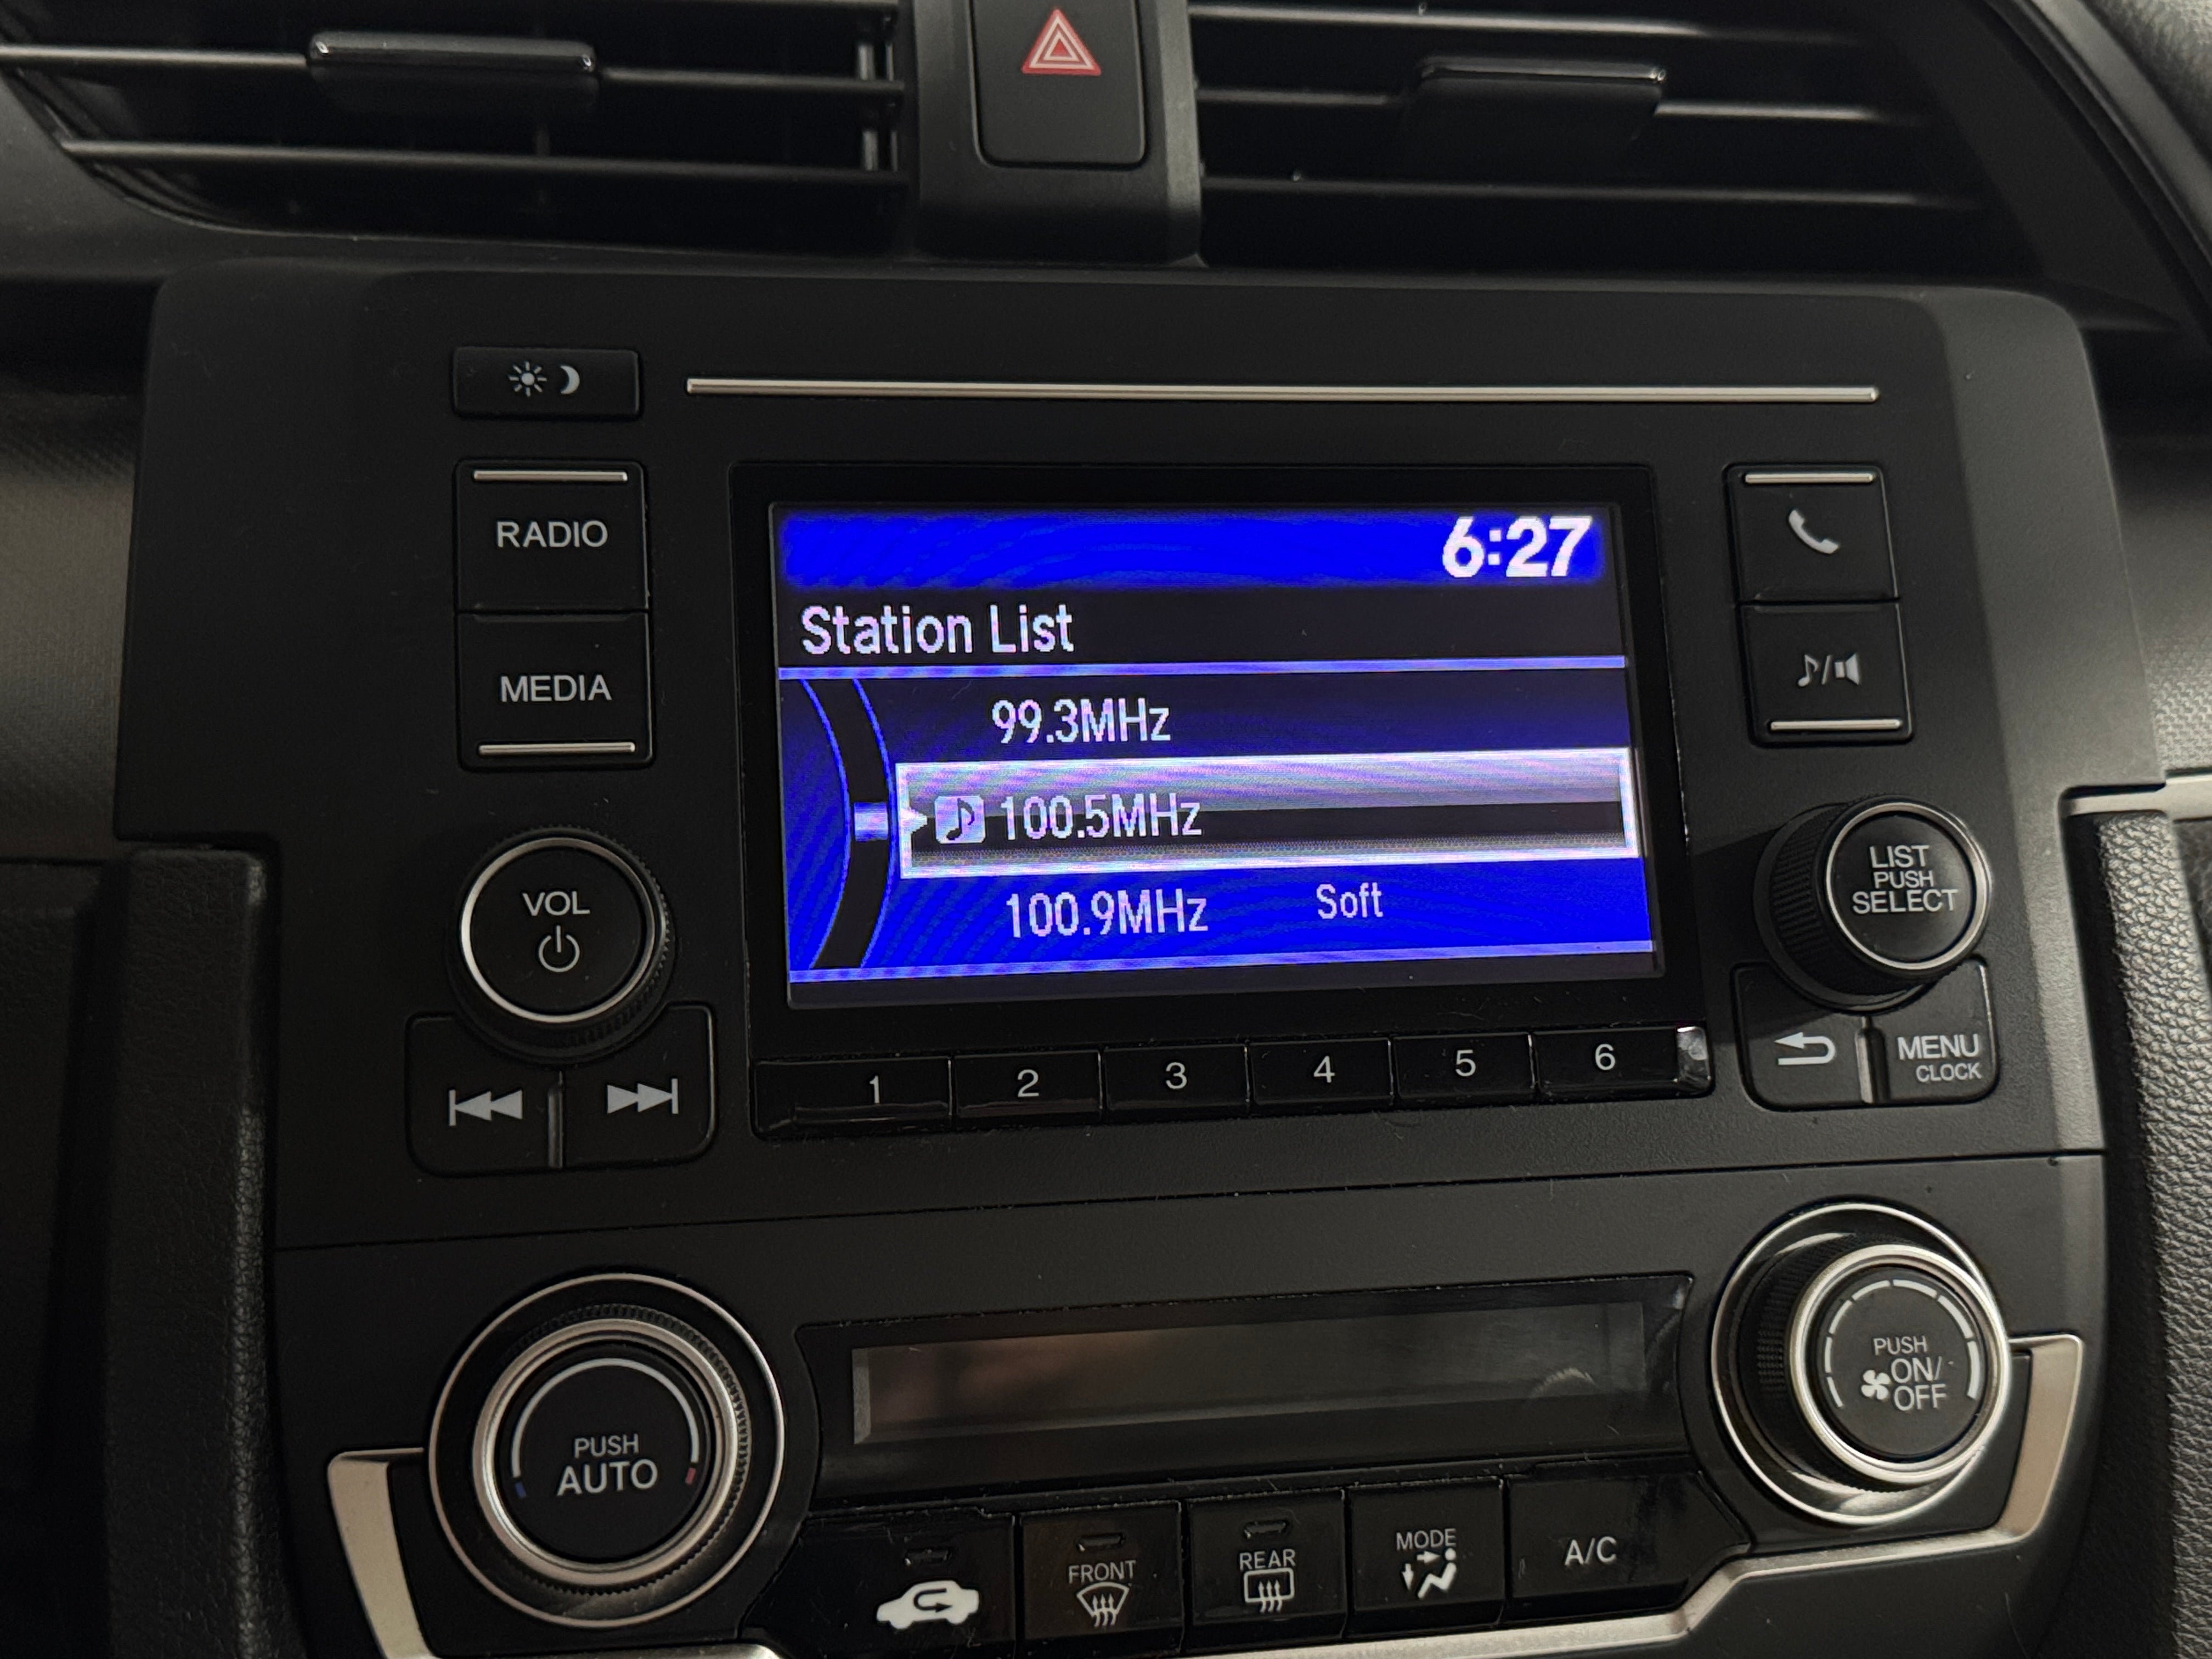 6:27
Station List
99.3MHz
100.5MHz
100.9MHz Soft
RADIO
MEDIA
VOL
LIST
PUSH
SELECT
MENU
CLOCK
1 2 3 4 5 6
PUSH
AUTO
PUSH
ON/
OFF
FRONT
REAR
MODE
A/C